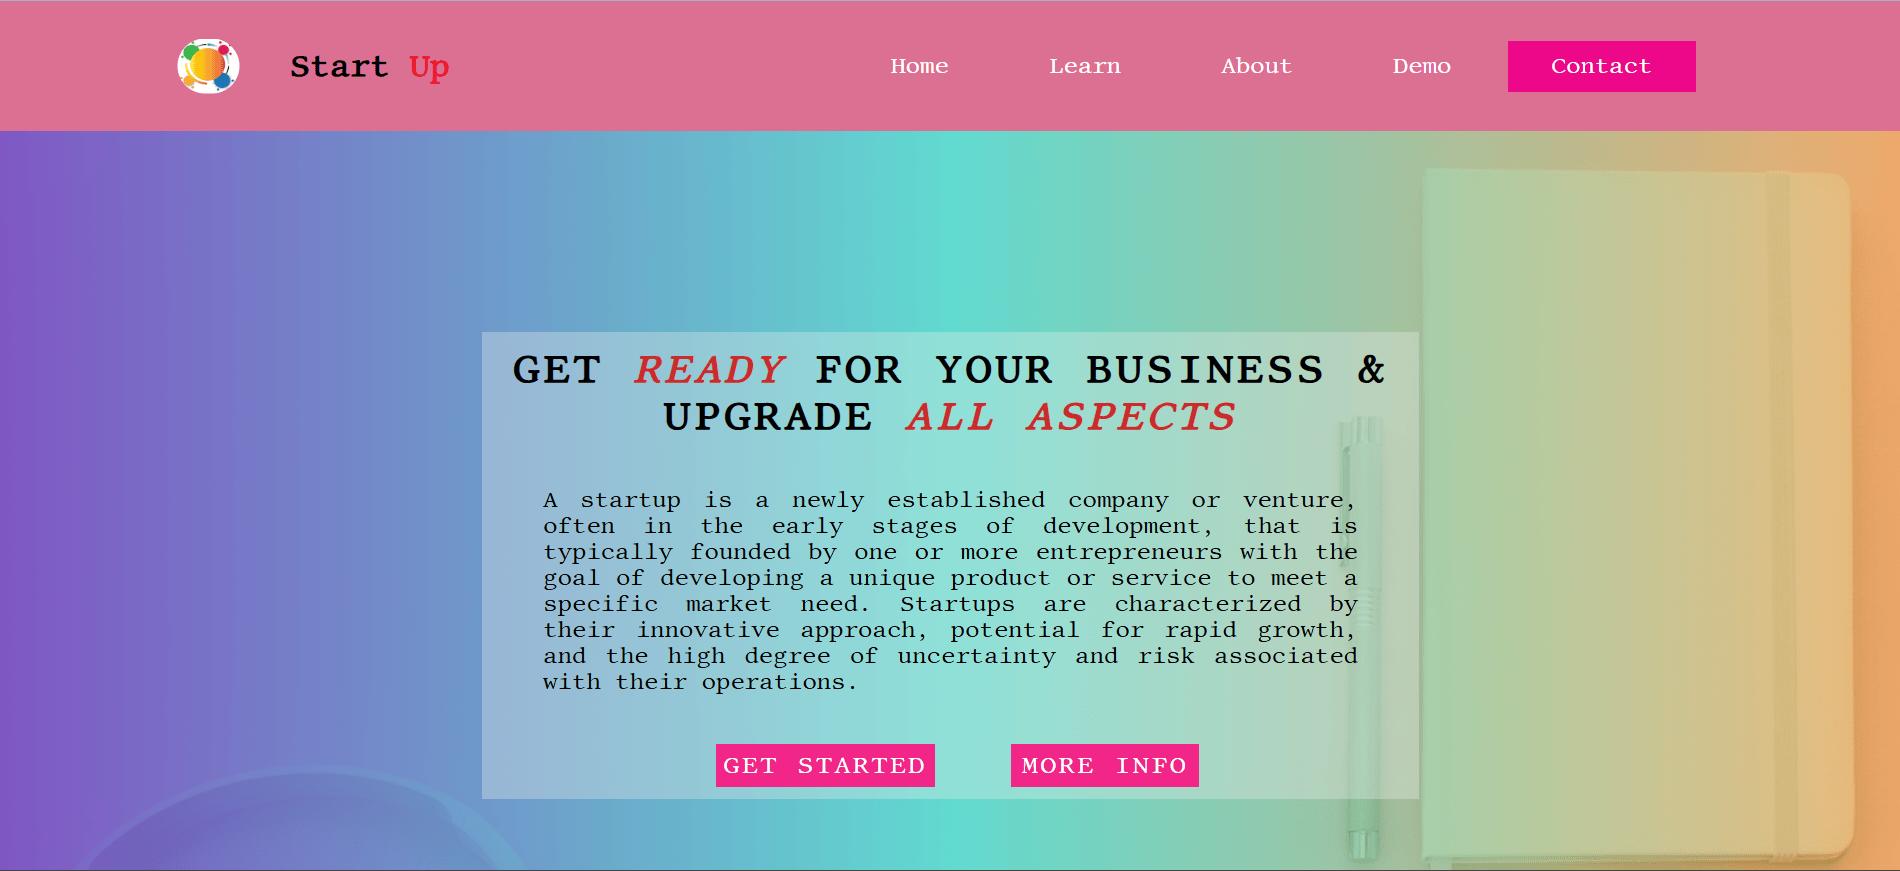 Start Up
Home
Learn
About
Demo
Contact
GET READY FOR YOUR BUSINESS &
UPGRADE ALL ASPECTS
A startup is a newly established company or venture,
often in the early stages of development, that is
typically founded by one or more entrepreneurs with the
goal of developing a unique product or service to meet a
specific market need. Startups are characterized by
their innovative approach, potential for rapid growth,
and the high degree of uncertainty and risk associated
with their operations.
GET STARTED
MORE INFO